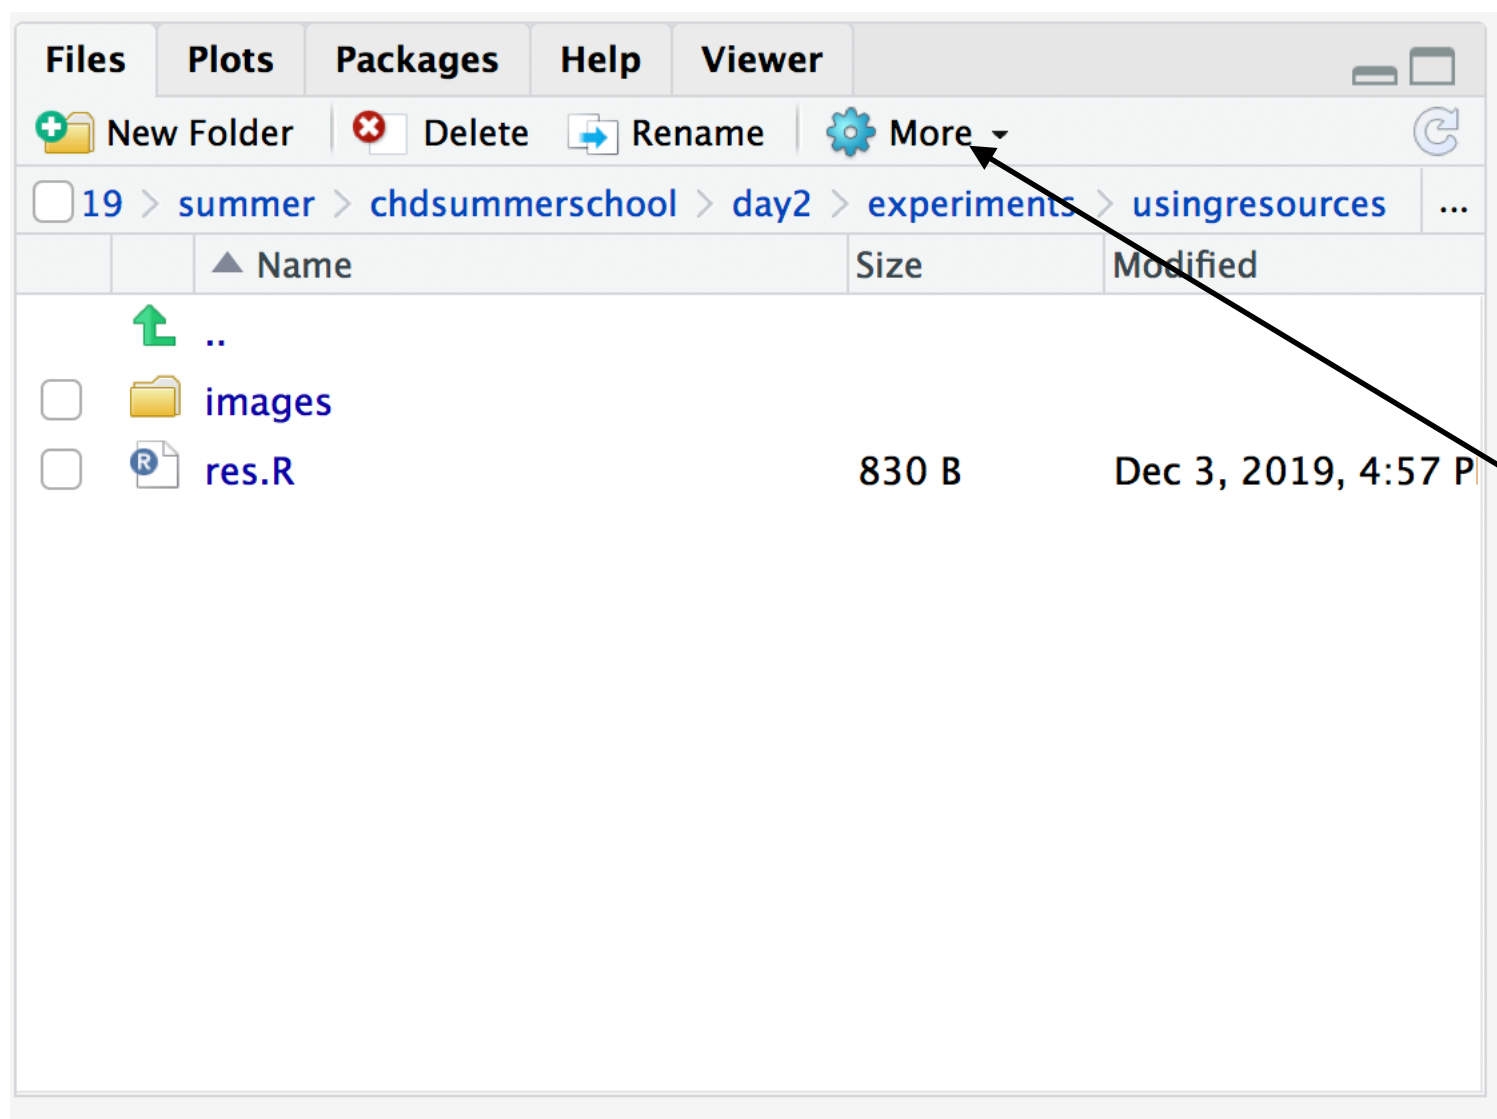 Files Plots Packages Help Viewer
New Folder Delete Rename More
19 > summer > chdsummerschool > day2 > experiments > usingresources ...
Name Size Modified
..
images
R res.R 830 B Dec 3, 2019, 4:57 P